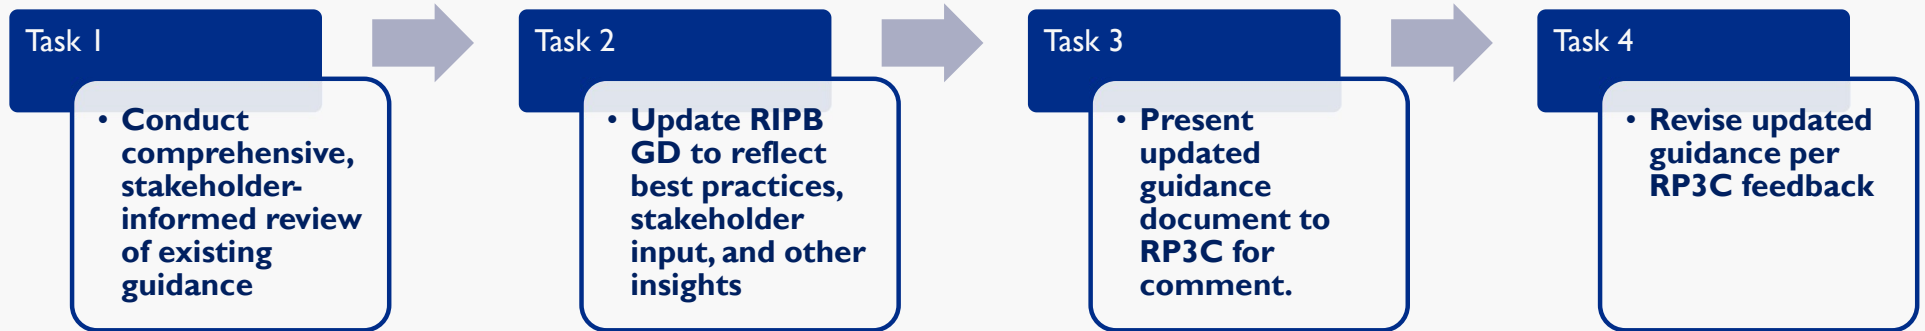 Task 1
• Conduct
comprehensive,
stakeholder-
informed review
of existing
guidance
Task 2
• Update RIPB
GD to reflect
best practices,
stakeholder
input, and other
insights
Task 3
• Present
updated
guidance
document to
RP3C for
comment.
Task 4
• Revise updated
guidance per
RP3C feedback